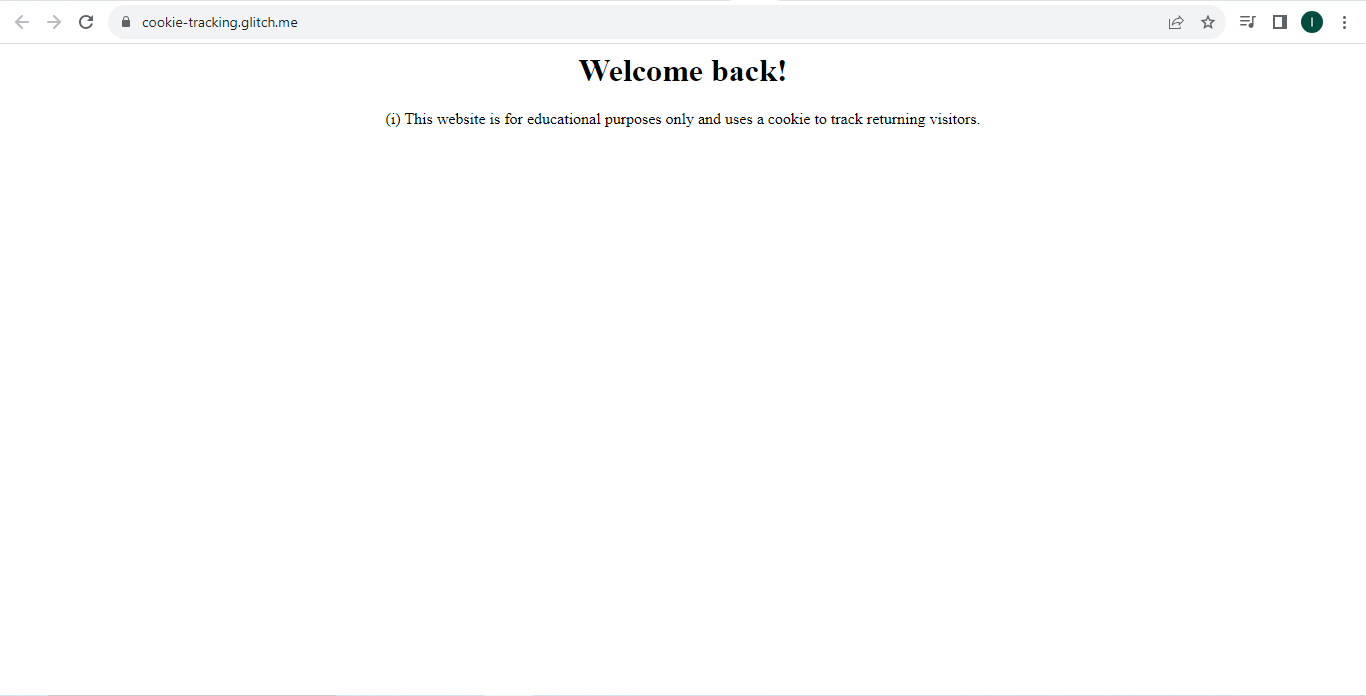 cookie-tracking.glitch.me
I
Welcome back!
(i) This website is for educational purposes only and uses a cookie to track returning visitors.